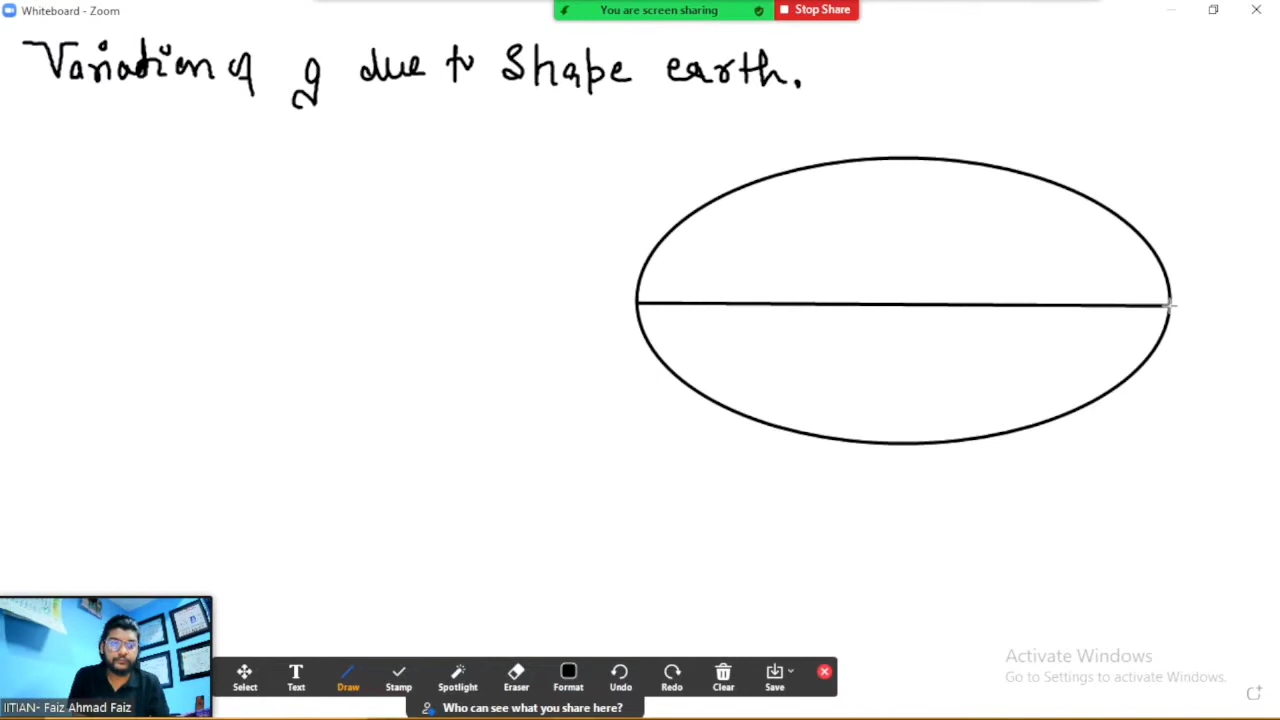 Whiteboard - Zoom
You are screen sharing
Stop Share
Variation of g due to Shape earth.
Activate Windows
Go to Settings to activate Windows.
Select
Text
Draw
Stamp
Spotlight
Eraser
Format
Undo
Redo
Clear
Save
IITIAN- Faiz Ahmad Faiz
Who can see what you share here?